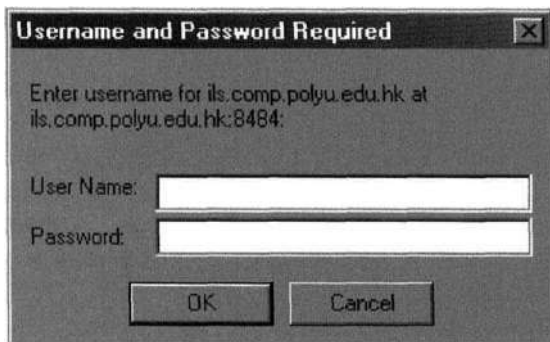 Username and Password Required
Enter username for ils.comp.polyu.edu.hk at
ils.comp.polyu.edu.hk:8484:
User Name:
Password:
OK
Cancel